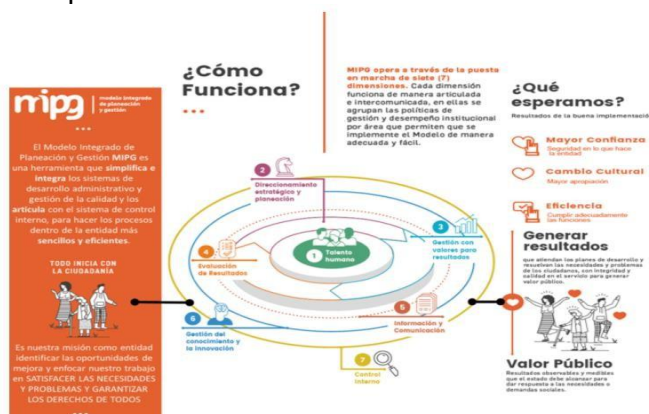 mipg
modelo integrado
de planeación
y gestión
El Modelo Integrado de
Planeación y Gestión MIPG es
una herramienta que simplifica e
integra los sistemas de
desarrollo administrativo y
gestión de la calidad y los
articula con el sistema de control
interno, para hacer los procesos
dentro de la entidad más
sencillos y eficientes.
TODO INICIA CON
LA CIUDADANÍA
Es nuestra misión como entidad
identificar las oportunidades de
mejora y enfocar nuestro trabajo
en SATISFACER LAS NECESIDADES
Y PROBLEMAS Y GARANTIZAR
LOS DERECHOS DE TODOS
¿Cómo
Funciona?
MIPG opera a través de la puesta
en marcha de siete (7)
dimensiones. Cada dimensión
funciona de manera articulada
e intercomunicada, en ellas se
agrupan las políticas de
gestión y desempeño institucional
por área que permiten que se
implemente el Modelo de manera
adecuada y fácil.
2
Direccionamiento
estratégico y
planeación
3
Gestión con
valores para
resultados
4
Evaluación
de Resultados
1
Talento
humano
5
Información y
Comunicación
6
Gestión del
conocimiento y
la innovación
7
Control
interno
¿Qué
esperamos?
Resultados de la buena implementació
Mayor Confianza
Seguridad en lo que hace
la entidad
Cambio Cultural
Mayor apropiación
Eficiencia
Cumplir adecuadamente
las funciones
Generar
resultados
que atiendan los planes de desarrollo y
resuelvan las necesidades y problemas
de los ciudadanos, con integridad y
calidad en el servicio para generar
valor público.
Valor Público
Resultados observables y medibles
que el estado debe alcanzar para
dar respuesta a las necesidades o
demandas sociales.